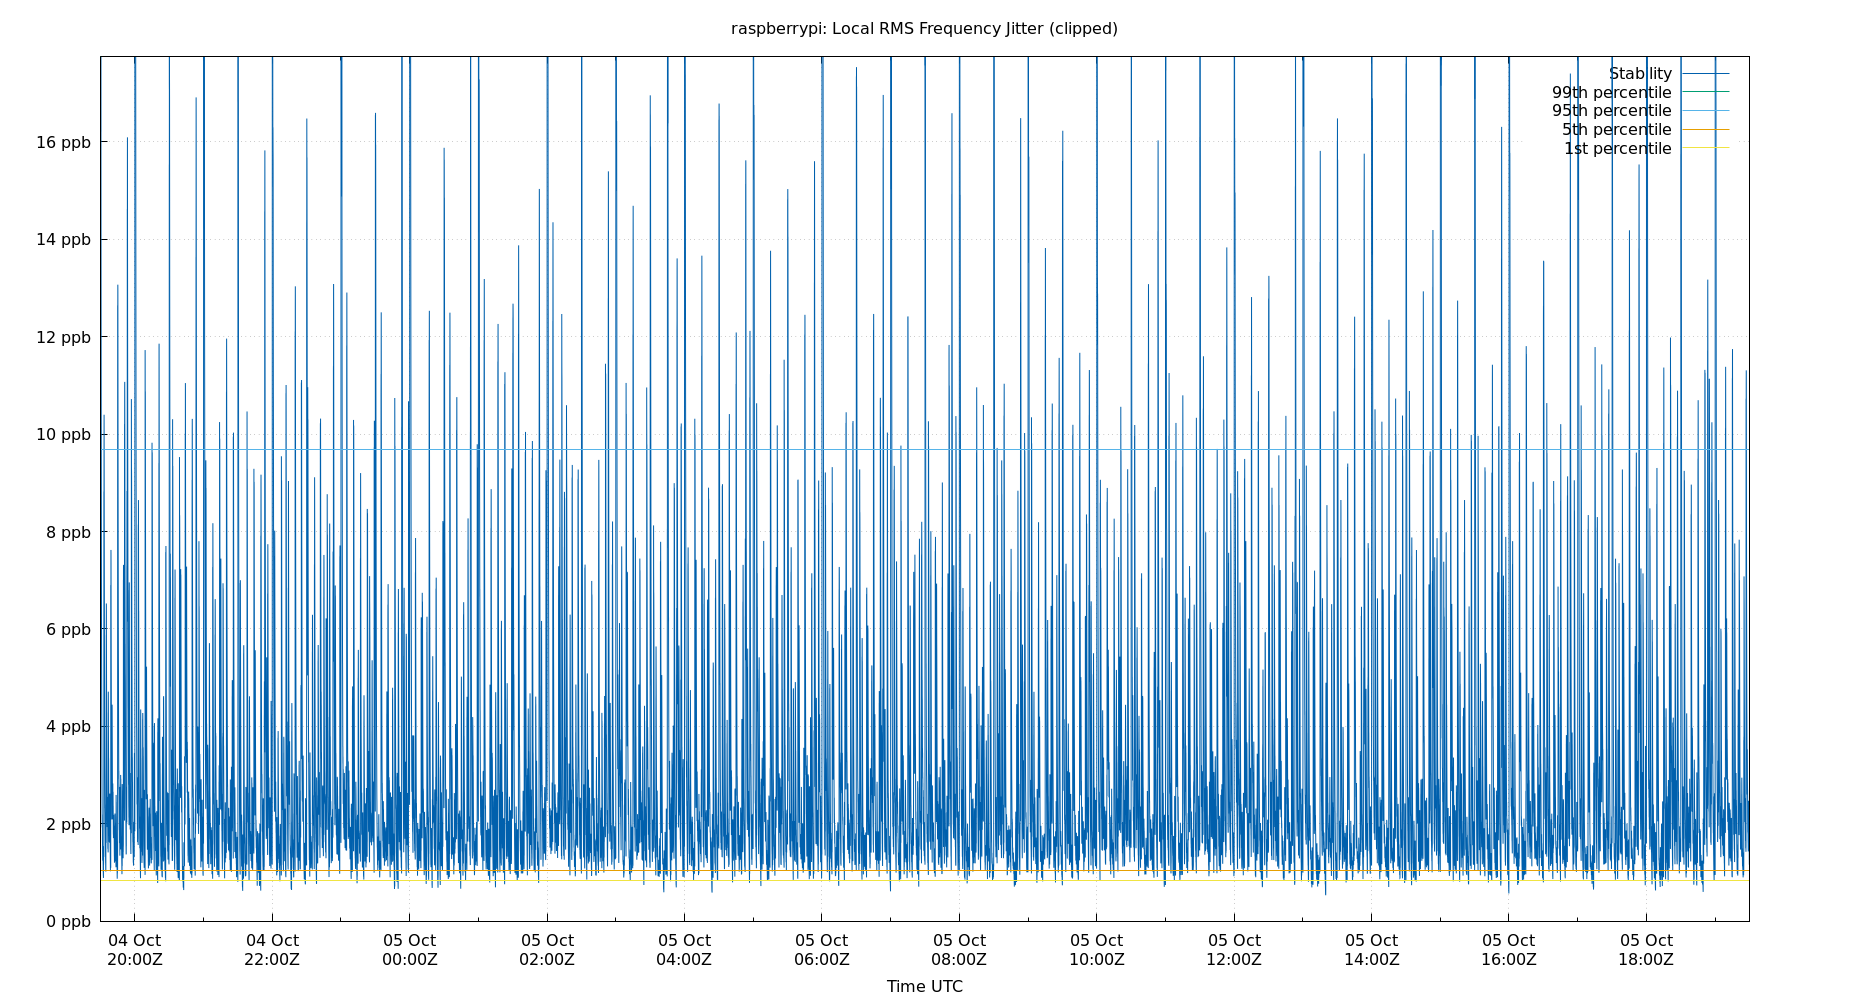 raspberrypi: Local RMS Frequency Jitter (clipped)
Stability
99th percentile
95th percentile
5th percentile
1st percentile
16 ppb
14 ppb
12 ppb
10 ppb
8 ppb
6 ppb
4 ppb
2 ppb
0 ppb
04 Oct 04 Oct 05 Oct 05 Oct 05 Oct 05 Oct 05 Oct 05 Oct 05 Oct 05 Oct 05 Oct 05 Oct
20:00Z 22:00Z 00:00Z 02:00Z 04:00Z 06:00Z 08:00Z 10:00Z 12:00Z 14:00Z 16:00Z 18:00Z
Time UTC